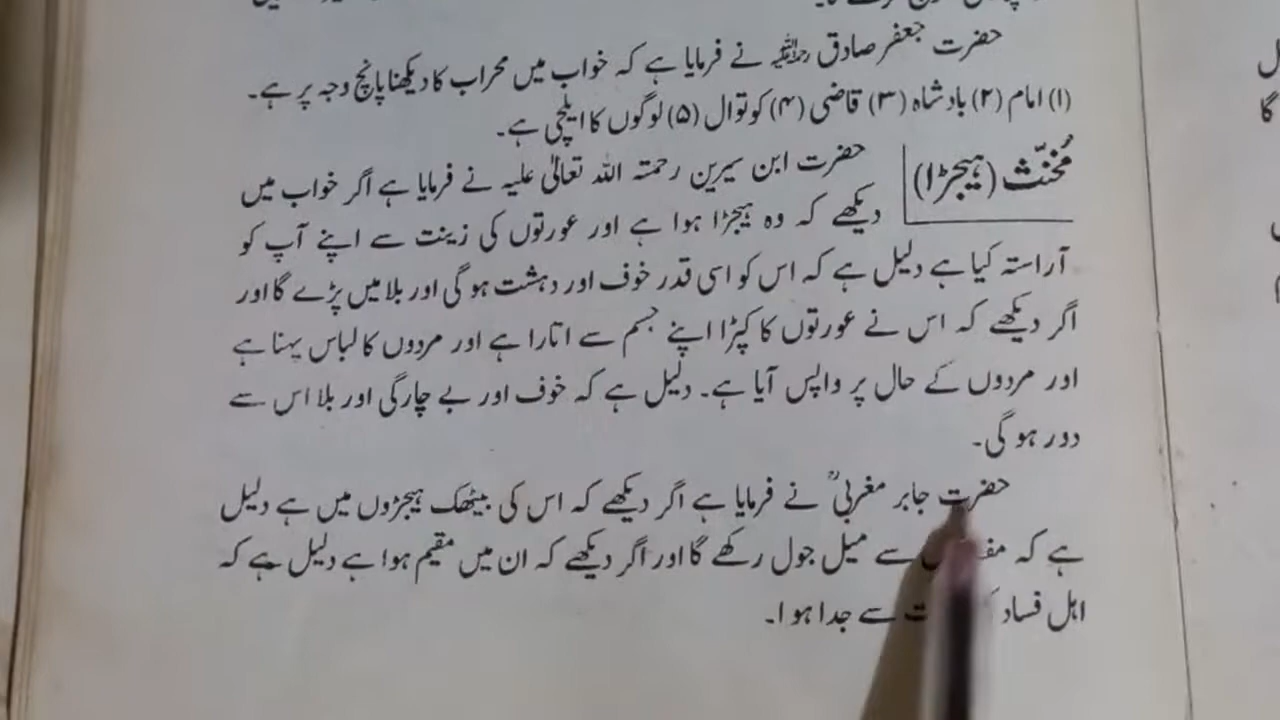 حضرت جعفر صادق رحمۃ اللہ علیہ نے فرمایا ہے کہ خواب میں محراب کا دیکھنا پانچ وجہ پر ہے۔
(۱) امام (۲) بادشاہ (۳) قاضی (۴) کوتوال (۵) لوگوں کا ایلچی ہے۔
مُخنّث (ہیجڑا)
حضرت ابن سیرین رحمتہ اللہ تعالیٰ علیہ نے فرمایا ہے اگر خواب میں
دیکھے کہ وہ ہیجڑا ہوا ہے اور عورتوں کی زینت سے اپنے آپ کو
آراستہ کیا ہے دلیل ہے کہ اس کو اسی قدر خوف اور دہشت ہو گی اور بلا میں پڑے گا اور
اگر دیکھے کہ اس نے عورتوں کا کپڑا اپنے جسم سے اتارا ہے اور مردوں کا لباس پہنا ہے
اور مردوں کے حال پر واپس آیا ہے۔ دلیل ہے کہ خوف اور بے چارگی اور بلا اس سے
دور ہو گی۔
حضرت جابر مغربیؒ نے فرمایا ہے اگر دیکھے کہ اس کی بیٹھک ہیجڑوں میں ہے دلیل
ہے کہ سے میل جول رکھے گا اور اگر دیکھے کہ ان میں مقیم ہوا ہے دلیل ہے کہ
اہل فساد سے جدا ہوا۔